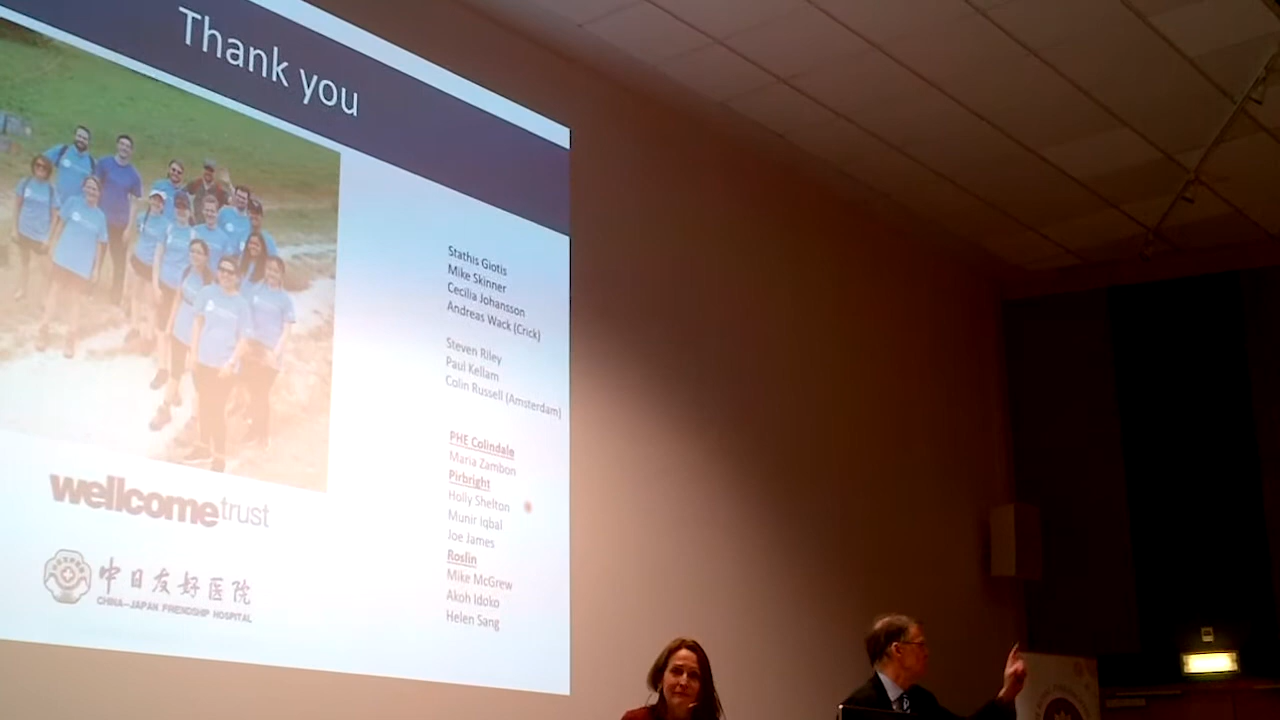 Thank you
Stathis Giotis
Mike Skinner
Cecilia Johansson
Andreas Wack (Crick)
Steven Riley
Paul Kellam
Colin Russell (Amsterdam)
PHE Colindale
Maria Zambon
Pirbright
Holly Shelton
Munir Iqbal
Joe James
Roslin
Mike McGrew
Akoh Idoko
Helen Sang
wellcometrust
中日友好医院
CHINA-JAPAN FRIENDSHIP HOSPITAL